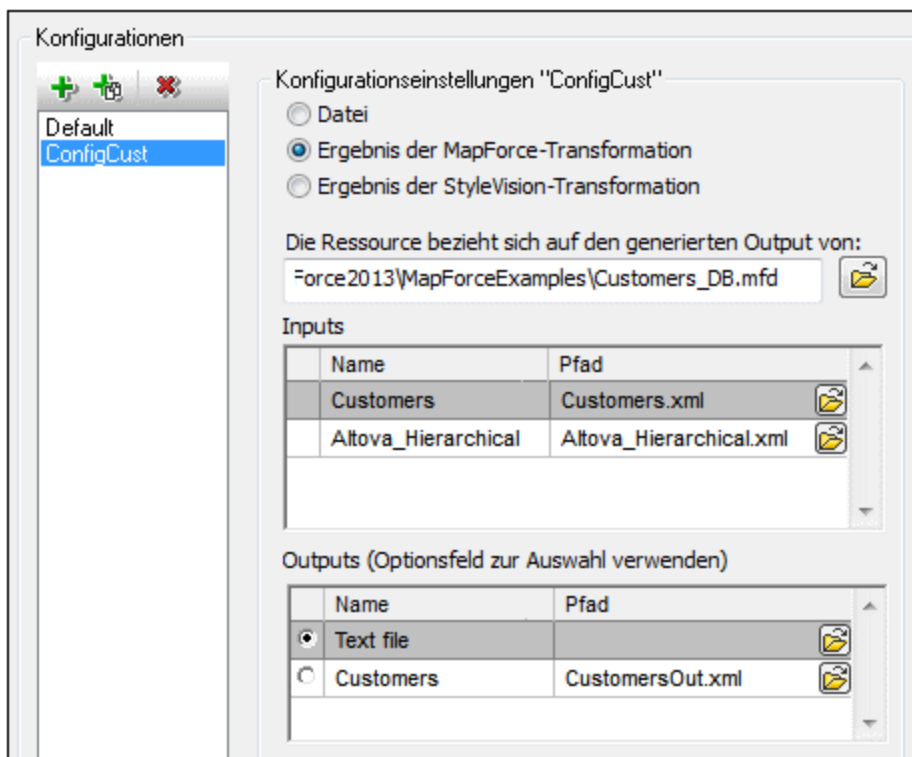 Konfigurationen
Default
ConfigCust
Konfigurationseinstellungen "ConfigCust"
Datei
Ergebnis der MapForce-Transformation
Ergebnis der StyleVision-Transformation
Die Ressource bezieht sich auf den generierten Output von:
Force2013\MapForceExamples\Customers_DB.mfd
Inputs
Name Pfad
Customers Customers.xml
Altova_Hierarchical Altova_Hierarchical.xml
Outputs (Optionsfeld zur Auswahl verwenden)
Name Pfad
Text file
Customers CustomersOut.xml